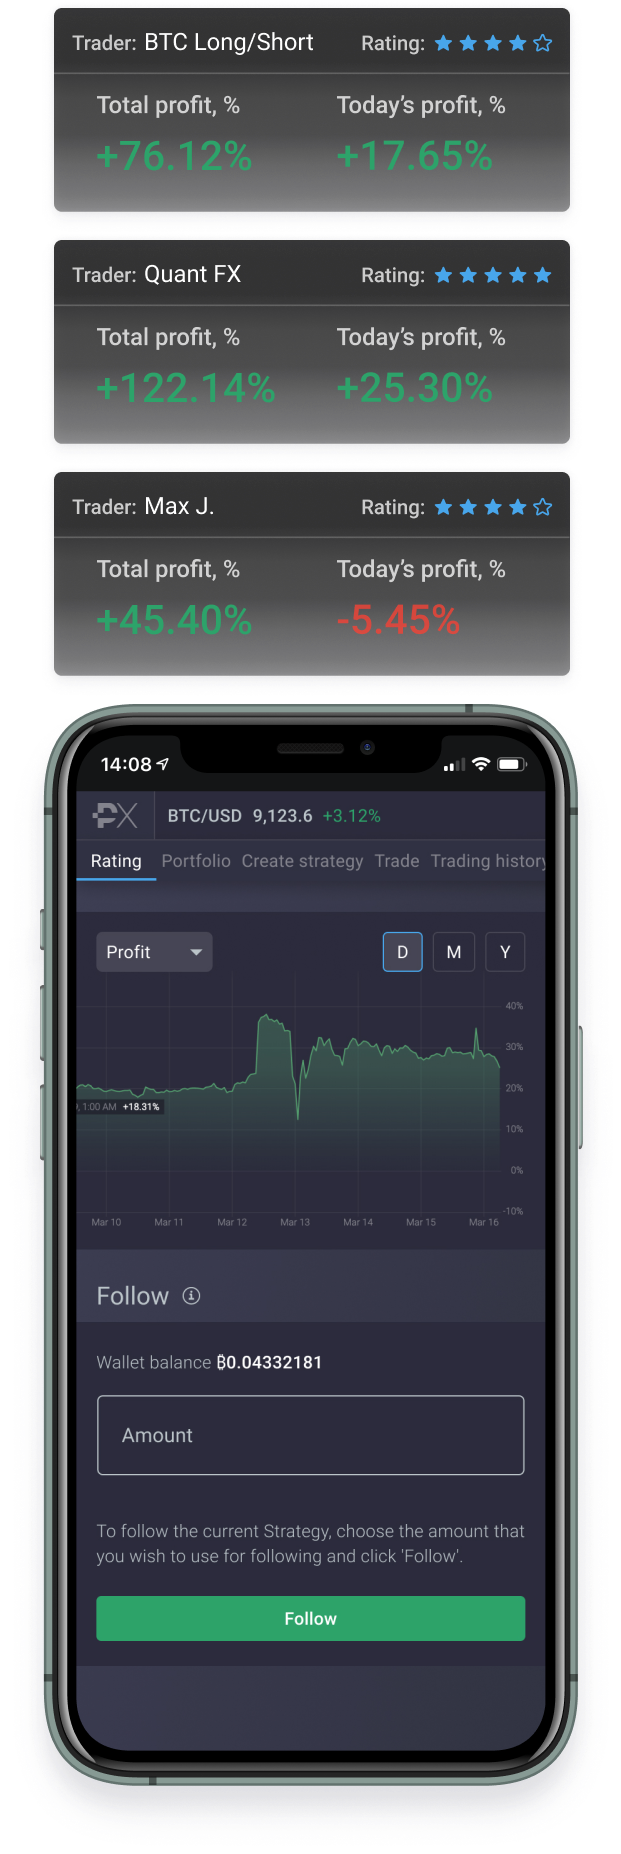 Trader: BTC Long/Short Rating:
Total profit, % Today's profit, %
+76.12% +17.65%
Trader: Quant FX Rating:
Total profit, % Today's profit, %
+122.14% +25.30%
Trader: Max J. Rating:
Total profit, % Today's profit, %
+45.40% -5.45%
14:08
PX BTC/USD 9,123.6 +3.12%
Rating Portfolio Create strategy Trade Trading history
Profit D M Y
40%
30%
20%
, 1:00 AM +18.31%
10%
0%
-10%
Mar 10 Mar 11 Mar 12 Mar 13 Mar 14 Mar 15 Mar 16
Follow
Wallet balance ₿0.04332181
Amount
To follow the current Strategy, choose the amount that
you wish to use for following and click 'Follow'.
Follow